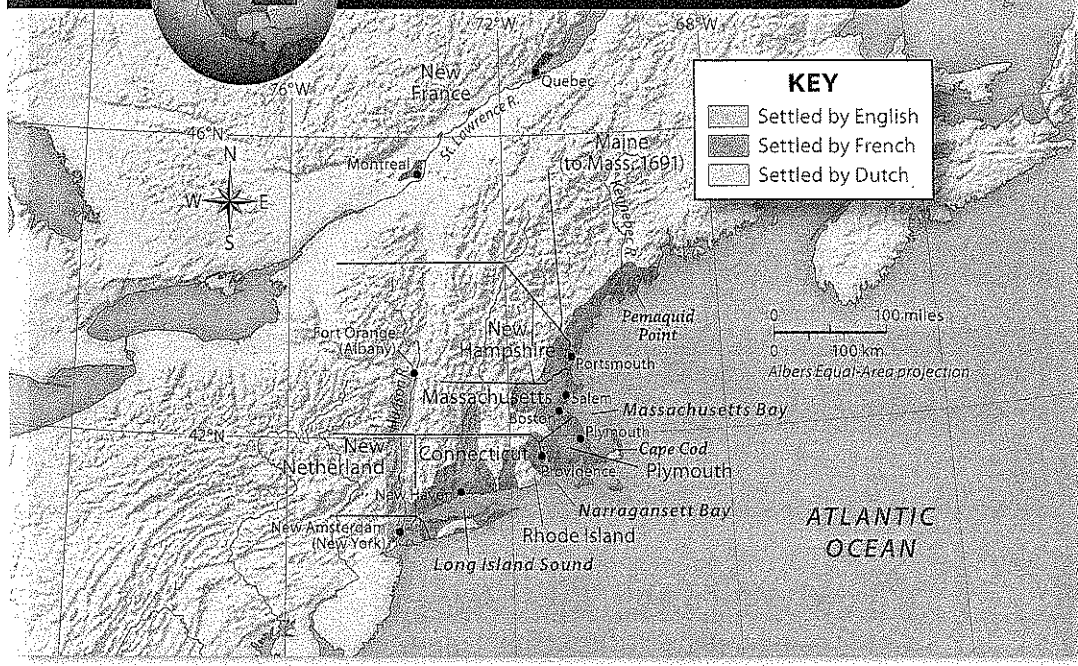 72°W
68°W
76°W
KEY
Settled by English
Settled by French
Settled by Dutch
New
France
Quebec
St. Lawrence R.
46°N
Montreal
N
W E
S
Maine
(to Mass. 1691)
Kennebec R.
Pemaquid
Point
0 100 miles
0 100 km
Albers Equal-Area projection
Fort Orange
(Albany)
New
Hampshire
Portsmouth
Hudson R.
Massachusetts
Salem
Boston
Massachusetts Bay
42°N
Plymouth
New
Netherland
Connecticut
Cape Cod
Providence
Plymouth
New Haven
Narragansett Bay
New Amsterdam
(New York)
Rhode Island
Long Island Sound
ATLANTIC
OCEAN